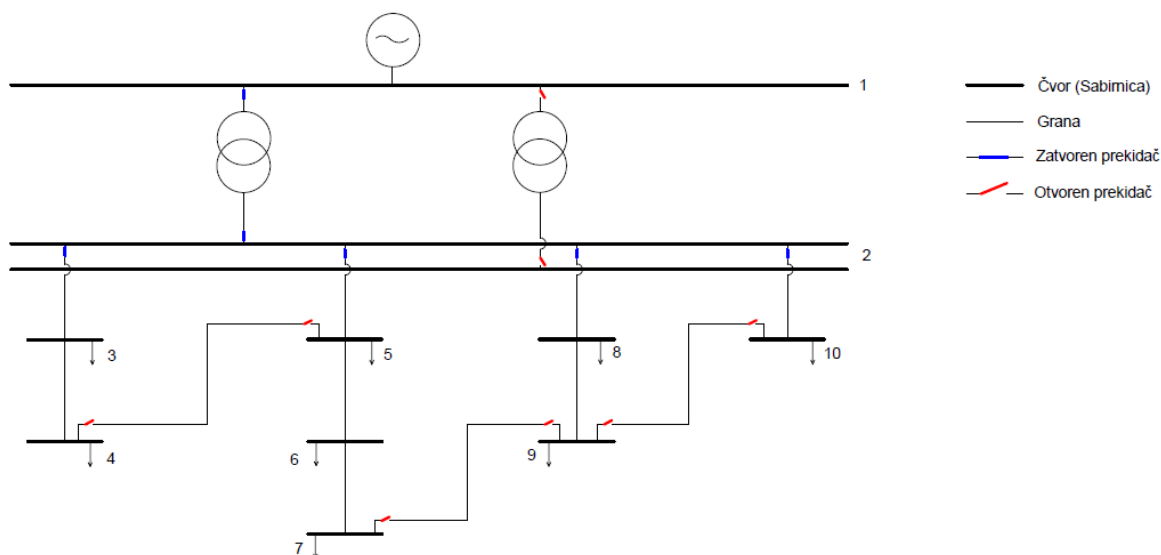 1
Čvor (Sabirnica)
Grana
Zatvoren prekidač
Otvoren prekidač
2
3
5
8
10
4
6
9
7